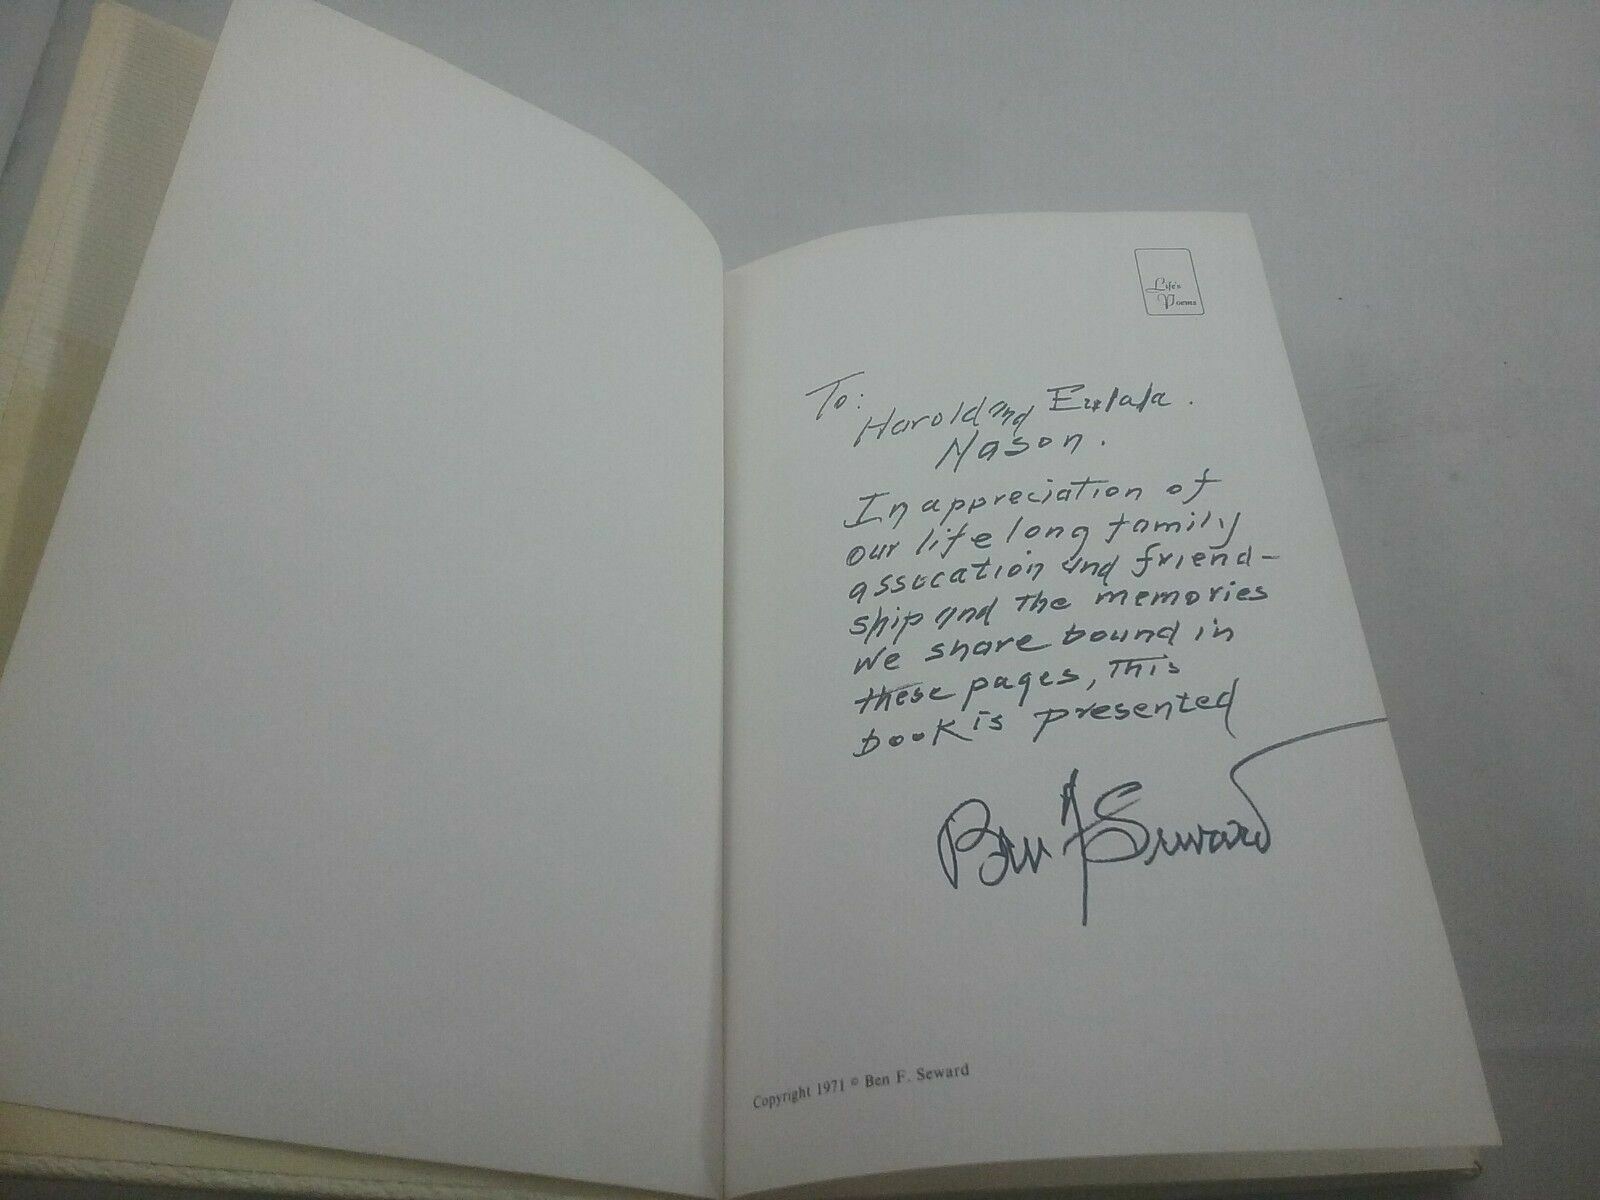 Life's
Poems
To:
Harold and Eulala.
Nason.
In appreciation of
our life long family
assocation and friend-
ship and the memories
we share bound in
these pages, This
book is presented
Ben F Seward
Copyright 1971 © Ben F. Seward